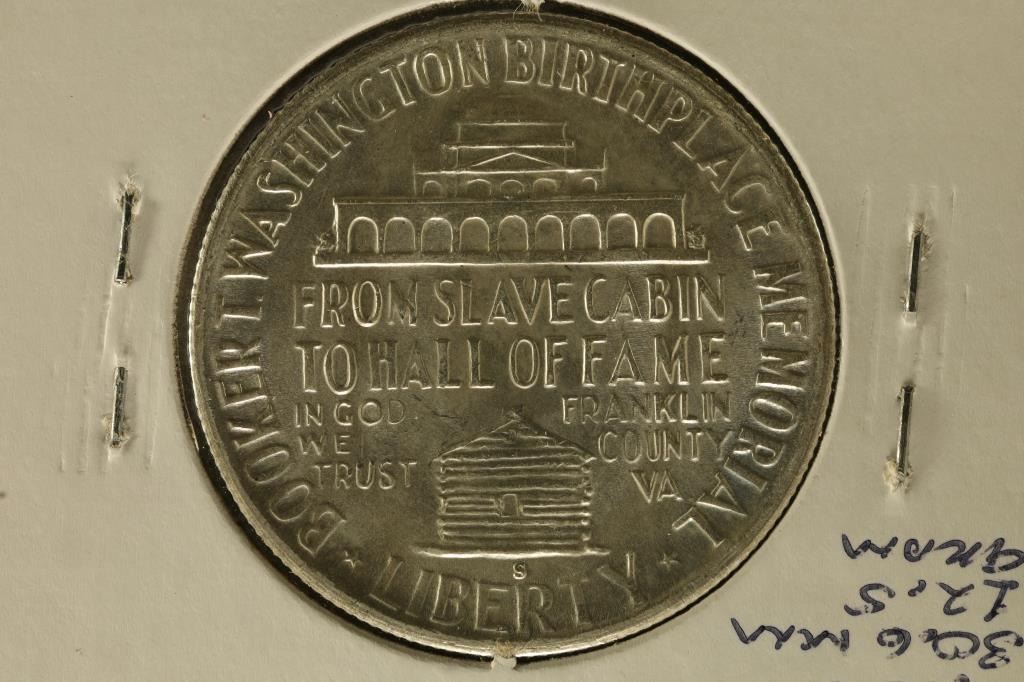 BOOKER T. WASHINGTON BIRTHPLACE MEMORIAL
FROM SLAVE CABIN
TO HALL OF FAME
IN GOD
WE
TRUST
FRANKLIN
COUNTY
VA
S
LIBERTY
30.6
12.5
GRAM